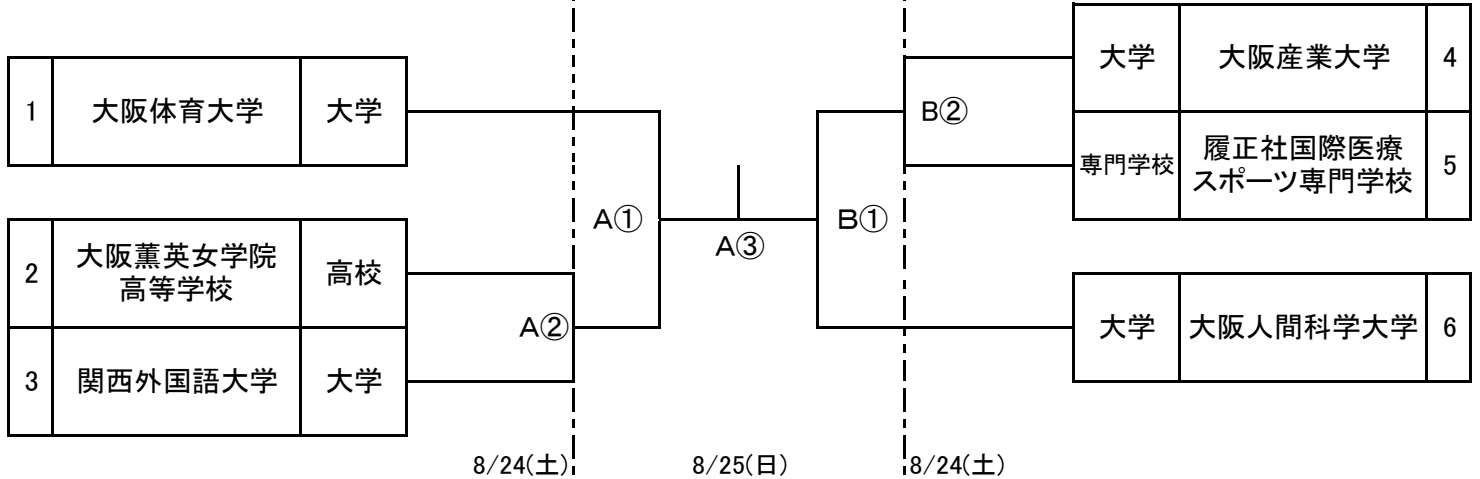 1 大阪体育大学 大学
2 大阪薫英女学院
高等学校 高校
3 関西外国語大学 大学
A②
A①
A③
B①
B②
大学 大阪産業大学 4
専門学校 履正社国際医療
スポーツ専門学校 5
大学 大阪人間科学大学 6
8/24(土) 8/25(日) 8/24(土)